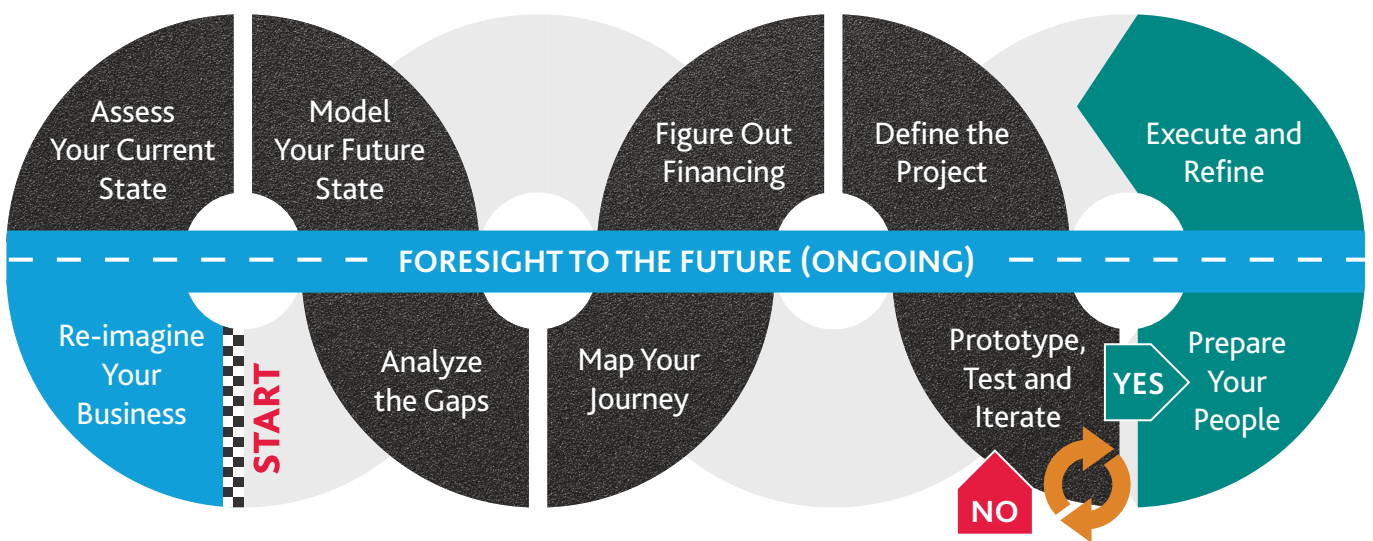 Assess
Your Current
State
Model
Your Future
State
Figure Out
Financing
Define the
Project
Execute and
Refine
FORESIGHT TO THE FUTURE (ONGOING)
Re-imagine
Your
Business
START
Analyze
the Gaps
Map Your
Journey
Prototype,
Test and
Iterate
YES
Prepare
Your
People
NO